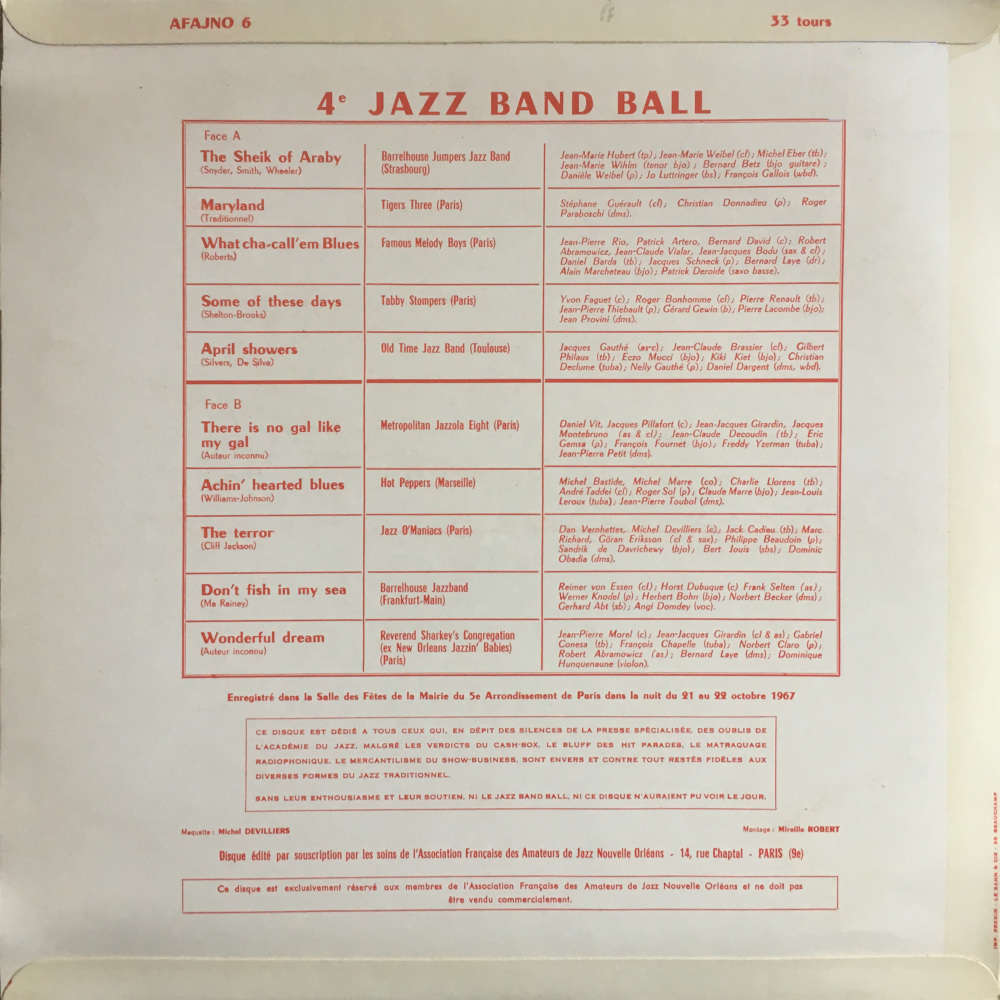 AFAJNO 6 33 tours
4e JAZZ BAND BALL
Face A
The Sheik of Araby
(Snyder, Smith, Wheeler)
Barrelhouse Jumpers Jazz Band
(Strasbourg)
Jean-Marie Hubert (tp) ; Jean-Marie Weibel (cl) ; Michel Eber (tb) ;
Jean-Marie Wihlm (tenor bjo) ; Bernard Betz (bjo guitare) ;
Danièle Weibel (p) ; Jo Luttringer (bs) ; François Gallois (wbd).
Maryland
(Traditionnel)
Tigers Three (Paris)
Stéphane Guérault (cl) ; Christian Donnadieu (p) ; Roger
Paraboschi (dms).
What cha-call'em Blues
(Roberts)
Famous Melody Boys (Paris)
Jean-Pierre Rio, Patrick Artero, Bernard David (c) ; Robert
Abramowicz, Jean-Claude Vialar, Jean-Jacques Bodu (sax & cl) ;
Daniel Barda (tb) ; Jacques Schneck (p) ; Bernard Laye (dr) ;
Alain Marcheteau (bjo) ; Patrick Deroide (saxo basse).
Some of these days
(Shelton-Brooks)
Tabby Stompers (Paris)
Yvon Faguet (c) ; Roger Bonhomme (cl) ; Pierre Renault (tb) ;
Jean-Pierre Thiebault (p) ; Gérard Gewin (b) ; Pierre Lacombe (bjo) ;
Jean Provini (dms).
April showers
(Silvers, De Silva)
Old Time Jazz Band (Toulouse)
Jacques Gauthé (as-c) ; Jean-Claude Brassier (cl) ; Gilbert
Philaux (tb) ; Eczo Mucci (bjo) ; Kiki Kiet (bjo) ; Christian
Declume (tuba) ; Nelly Gauthé (p) ; Daniel Dargent (dms, wbd).
Face B
There is no gal like
my gal
(Auteur inconnu)
Metropolitan Jazzola Eight (Paris)
Daniel Vit, Jacques Pillafort (c) ; Jean-Jacques Girardin, Jacques
Montebruno (as & cl) ; Jean-Claude Decoudin (tb) ; Eric
Gemsa (p) ; François Fournet (bjo) ; Freddy Yzerman (tuba) ;
Jean-Pierre Petit (dms).
Achin' hearted blues
(Williams-Johnson)
Hot Peppers (Marseille)
Michel Bastide, Michel Marre (co) ; Charlie Llorens (tb) ;
André Taddei (cl) ; Roger Sol (p) ; Claude Marre (bjo) ; Jean-Louis
Leroux (tuba) ; Jean-Pierre Toubol (dms).
The terror
(Cliff Jackson)
Jazz O'Maniacs (Paris)
Dan Vernhettes, Michel Devilliers (c) ; Jack Cadieu (tb) ; Marc
Richard, Göran Eriksson (cl & sax) ; Philippe Beaudoin (p) ;
Sandrik de Davrichewy (bjo) ; Bert Jouis (sbs) ; Dominic
Obadia (dms).
Don't fish in my sea
(Ma Rainey)
Barrelhouse Jazzband
(Frankfurt-Main)
Reimer von Essen (cl) ; Horst Dubuque (c) Frank Selten (as) ;
Werner Knodel (p) ; Herbert Bohn (bjo) ; Norbert Becker (dms) ;
Gerhard Abt (sb) ; Angi Domdey (voc).
Wonderful dream
(Auteur inconnu)
Reverend Sharkey's Congregation
(ex New Orleans Jazzin' Babies)
(Paris)
Jean-Pierre Morel (c) ; Jean-Jacques Girardin (cl & as) ; Gabriel
Conesa (tb) ; François Chapelle (tuba) ; Norbert Claro (p) ;
Robert Abramowicz (as) ; Bernard Laye (dms) ; Dominique
Hunquenaune (violon).
Enregistré dans la Salle des Fêtes de la Mairie du 5e Arrondissement de Paris dans la nuit du 21 au 22 octobre 1967
CE DISQUE EST DÉDIÉ A TOUS CEUX QUI, EN DÉPIT DES SILENCES DE LA PRESSE SPÉCIALISÉE, DES OUBLIS DE
L'ACADÉMIE DU JAZZ, MALGRÉ LES VERDICTS DU CASH-BOX, LE BLUFF DES HIT PARADES, LE MATRAQUAGE
RADIOPHONIQUE, LE MERCANTILISME DU SHOW-BUSINESS, SONT ENVERS ET CONTRE TOUT RESTÉS FIDÈLES AUX
DIVERSES FORMES DU JAZZ TRADITIONNEL.
SANS LEUR ENTHOUSIASME ET LEUR SOUTIEN, NI LE JAZZ BAND BALL, NI CE DISQUE N'AURAIENT PU VOIR LE JOUR.
Maquette : Michel DEVILLIERS Montage : Mireille ROBERT
Disque édité par souscription par les soins de l'Association Française des Amateurs de Jazz Nouvelle Orléans - 14, rue Chaptal - PARIS (9e)
Ce disque est exclusivement réservé aux membres de l'Association Française des Amateurs de Jazz Nouvelle Orléans et ne doit pas
être vendu commercialement.